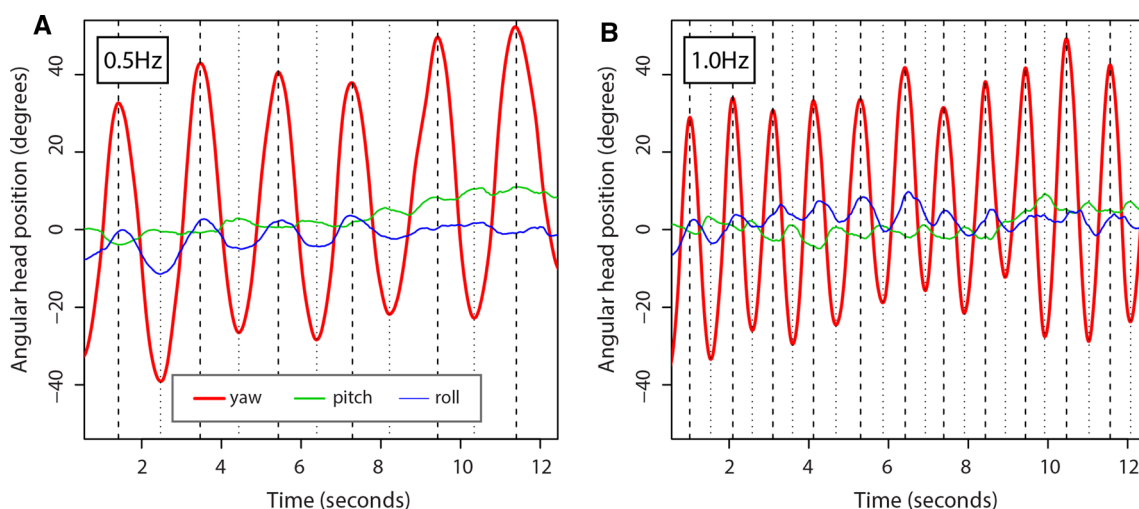 A
0.5Hz
Angular head position (degrees)
40
20
0
−20
−40
yaw pitch roll
2 4 6 8 10 12
Time (seconds)
B
1.0Hz
Angular head position (degrees)
40
20
0
−20
−40
2 4 6 8 10 12
Time (seconds)